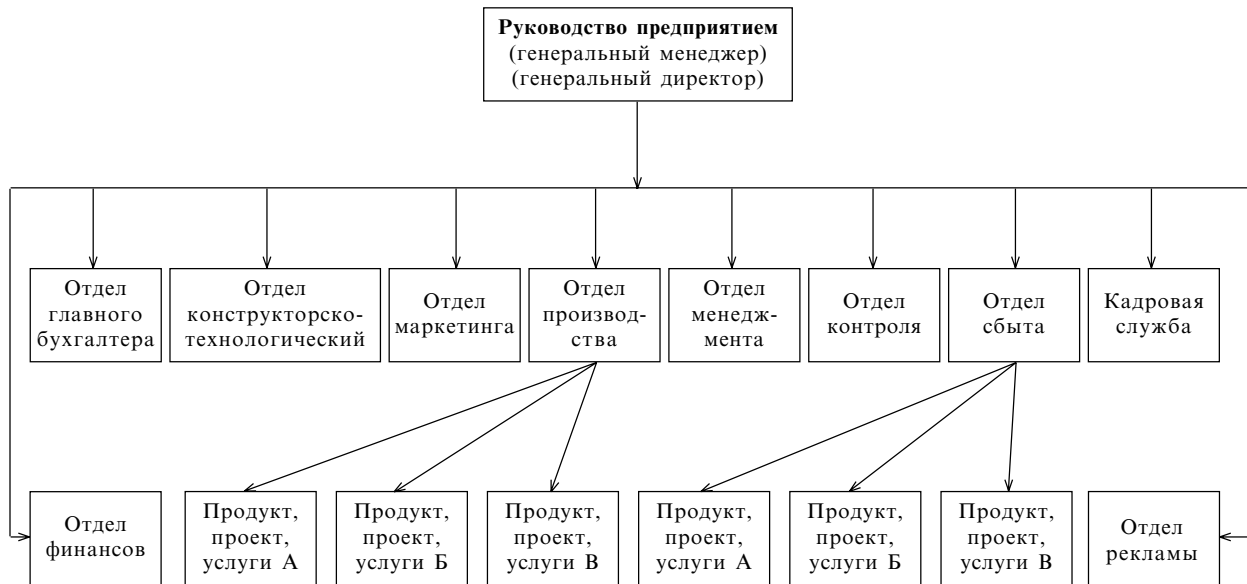 Руководство предприятием
(генеральный менеджер)
(генеральный директор)
Отдел
главного
бухгалтера
Отдел
конструкторско-
технологический
Отдел
маркетинга
Отдел
производ-
ства
Отдел
менедж-
мента
Отдел
контроля
Отдел
сбыта
Кадровая
служба
Отдел
финансов
Продукт,
проект,
услуги А
Продукт,
проект,
услуги Б
Продукт,
проект,
услуги В
Продукт,
проект,
услуги А
Продукт,
проект,
услуги Б
Продукт,
проект,
услуги В
Отдел
рекламы